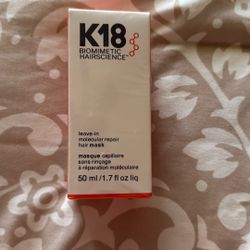 K18
BIOMIMETIC
HAIRSCIENCE
leave-in
molecular repair
hair mask
masque capillaire
sans rinçage
à réparation moléculaire
50 ml/1.7 fl oz liq